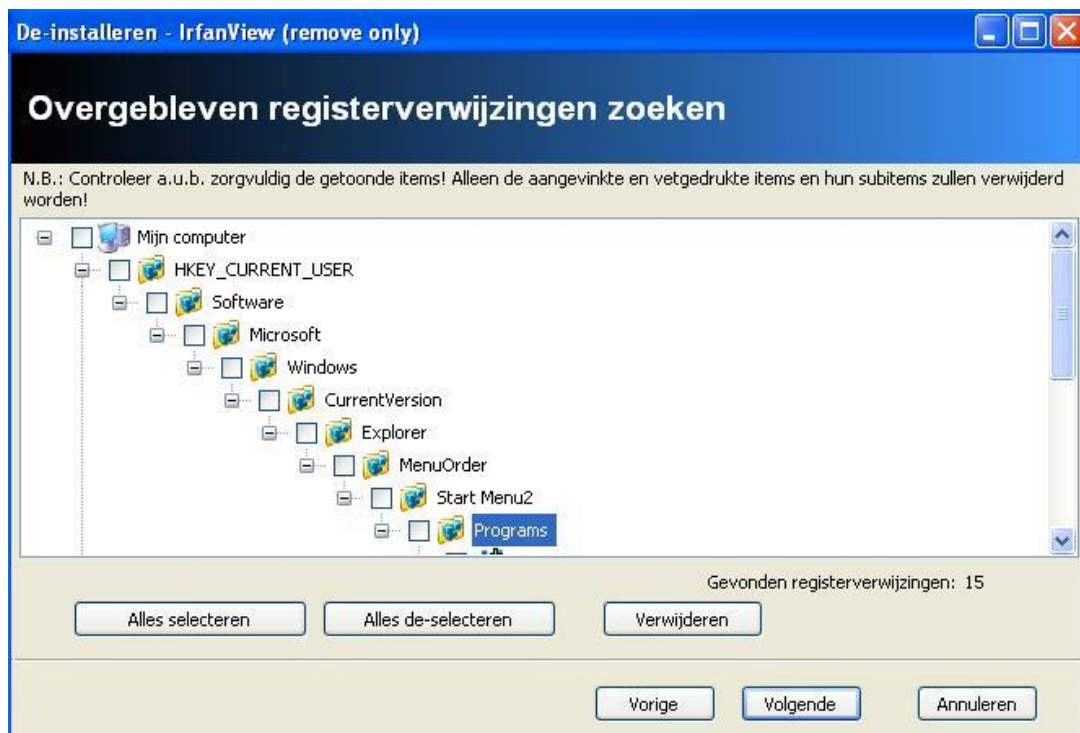 De-installeren - IrfanView (remove only)
Overgebleven registerverwijzingen zoeken
N.B.: Controleer a.u.b. zorgvuldig de getoonde items! Alleen de aangevinkte en vetgedrukte items en hun subitems zullen verwijderd
worden!
Mijn computer
HKEY_CURRENT_USER
Software
Microsoft
Windows
CurrentVersion
Explorer
MenuOrder
Start Menu2
Programs
Gevonden registerverwijzingen: 15
Alles selecteren Alles de-selecteren Verwijderen
Vorige Volgende Annuleren